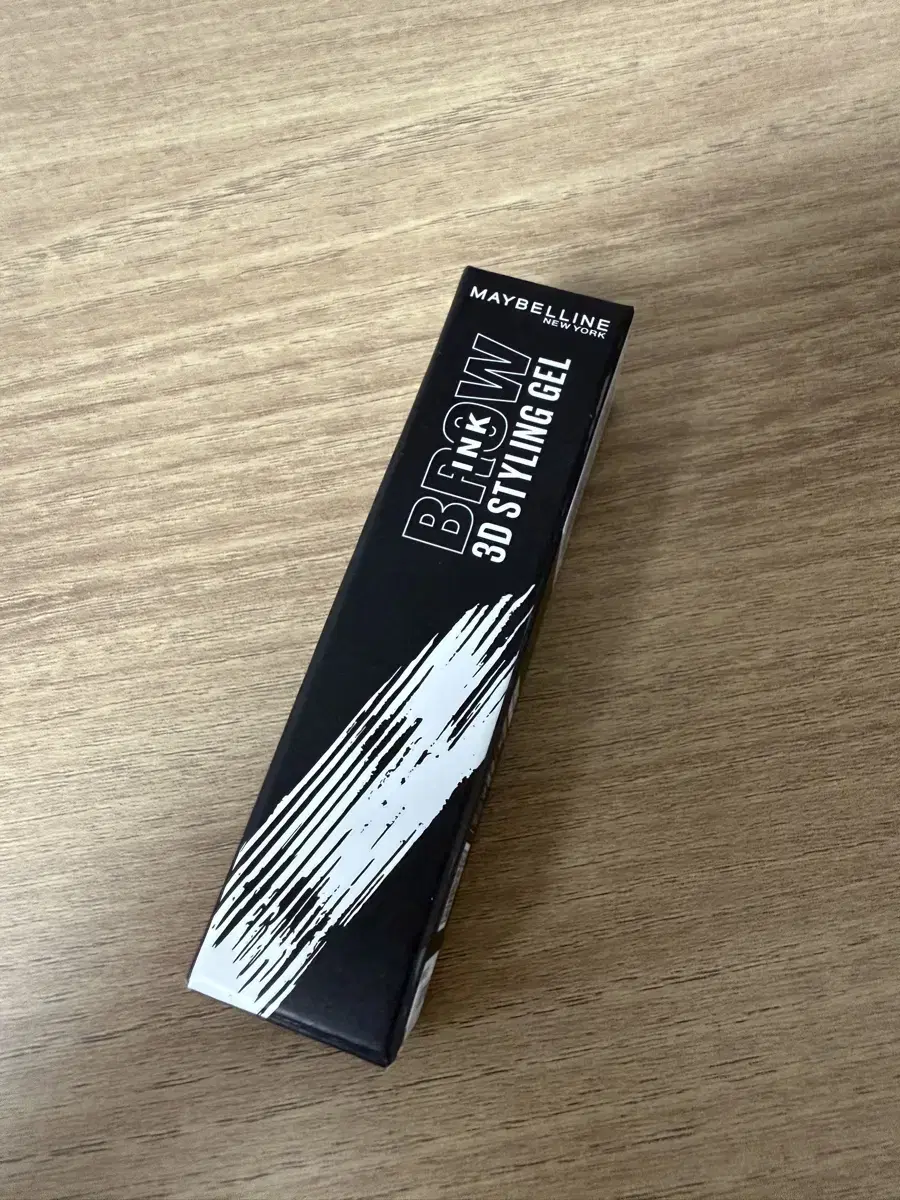 MAYBELLINE
NEW YORK
BROW
INK
3D STYLING GEL